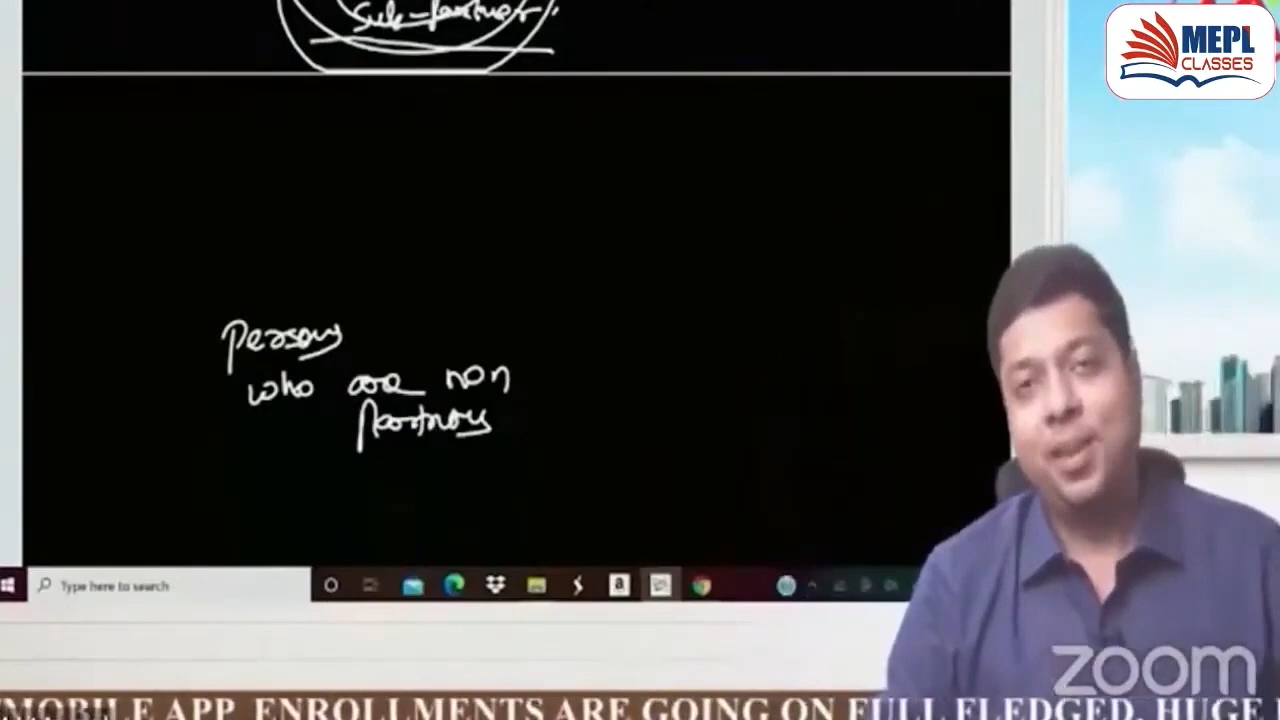 Sub-Partner.
MEPL
CLASSES
Persons
who are non
Partners
Type here to search
zoom
MOBILE APP ENROLLMENTS ARE GOING ON FULL FLEDGED. HUGE